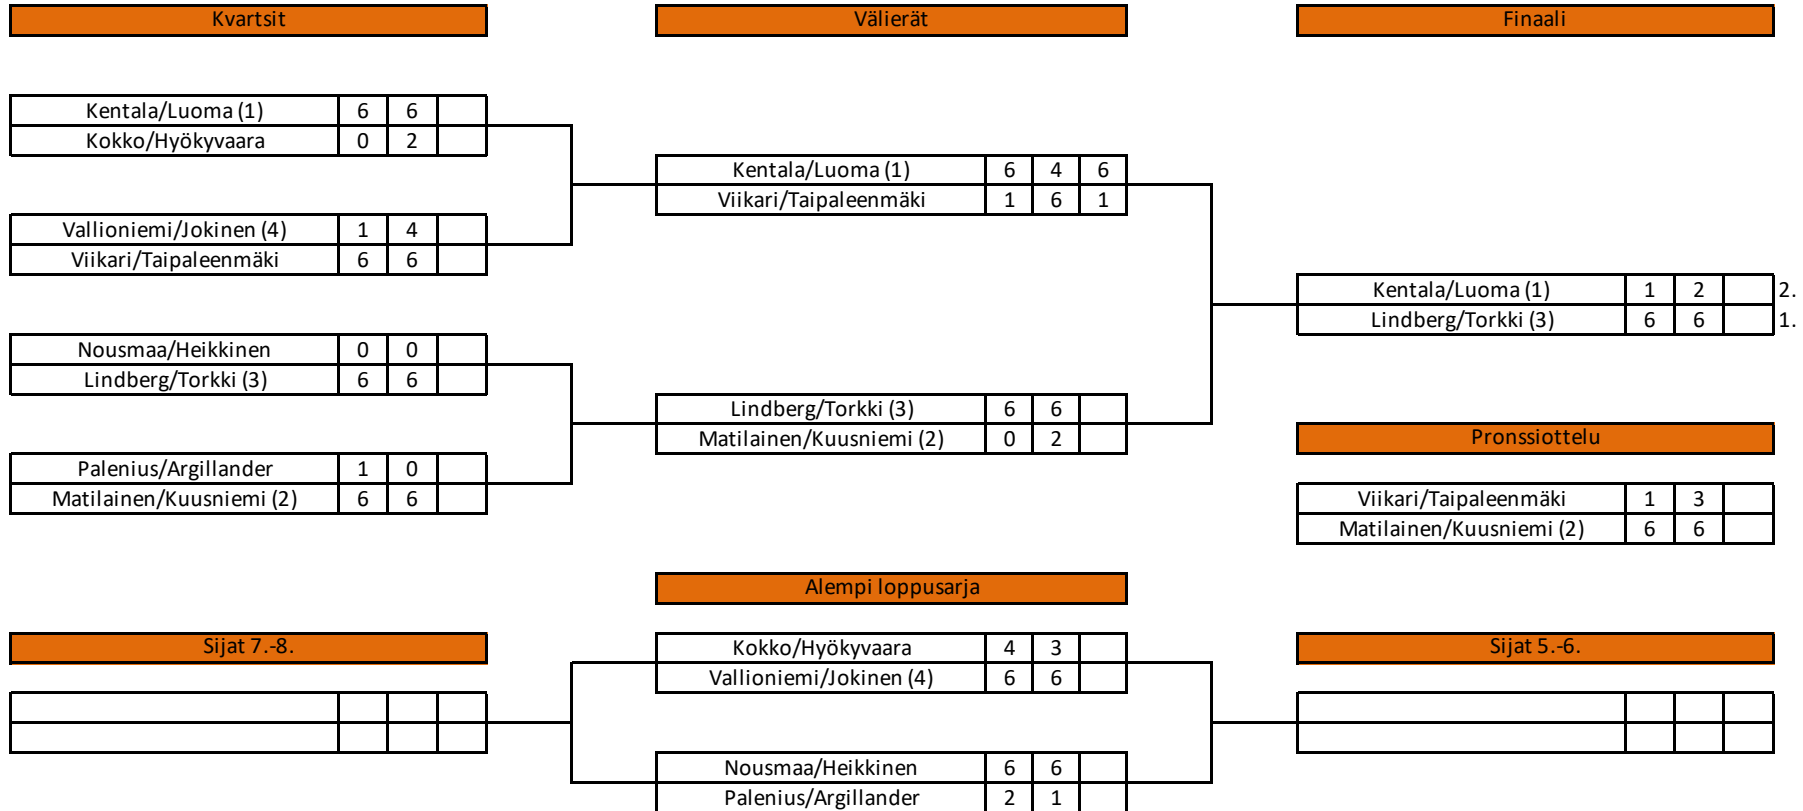 Kvartsit Välierät Finaali
Kentala/Luoma (1) 6 6
Kokko/Hyökyvaara 0 2
Kentala/Luoma (1) 6 4 6
Viikari/Taipaleenmäki 1 6 1
Vallioniemi/Jokinen (4) 1 4
Viikari/Taipaleenmäki 6 6
Kentala/Luoma (1) 1 2 2.
Lindberg/Torkki (3) 6 6 1.
Nousmaa/Heikkinen 0 0
Lindberg/Torkki (3) 6 6
Lindberg/Torkki (3) 6 6
Matilainen/Kuusniemi (2) 0 2
Pronssiottelu
Palenius/Argillander 1 0
Matilainen/Kuusniemi (2) 6 6
Viikari/Taipaleenmäki 1 3
Matilainen/Kuusniemi (2) 6 6
Alempi loppusarja
Sijat 7.-8.
Kokko/Hyökyvaara 4 3
Vallioniemi/Jokinen (4) 6 6
Sijat 5.-6.
Nousmaa/Heikkinen 6 6
Palenius/Argillander 2 1